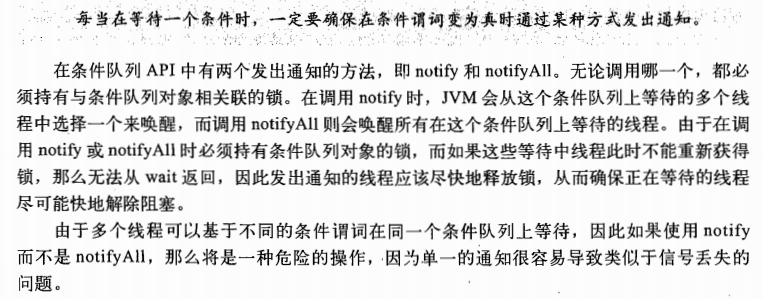 每当在等待一个条件时，一定要确保在条件谓词变为真时通过某种方式发出通知。
在条件队列 API 中有两个发出通知的方法，即 notify 和 notifyAll。无论调用哪一个，都必
须持有与条件队列对象相关联的锁。在调用 notify 时，JVM 会从这个条件队列上等待的多个线
程中选择一个来唤醒，而调用 notifyAll 则会唤醒所有在这个条件队列上等待的线程。由于在调
用 notify 或 notifyAll 时必须持有条件队列对象的锁，而如果这些等待中线程此时不能重新获得
锁，那么无法从 wait 返回，因此发出通知的线程应该尽快地释放锁，从而确保正在等待的线程
尽可能快地解除阻塞。
由于多个线程可以基于不同的条件谓词在同一个条件队列上等待，因此如果使用 notify
而不是 notifyAll，那么将是一种危险的操作，因为单一的通知很容易导致类似于信号丢失的
问题。